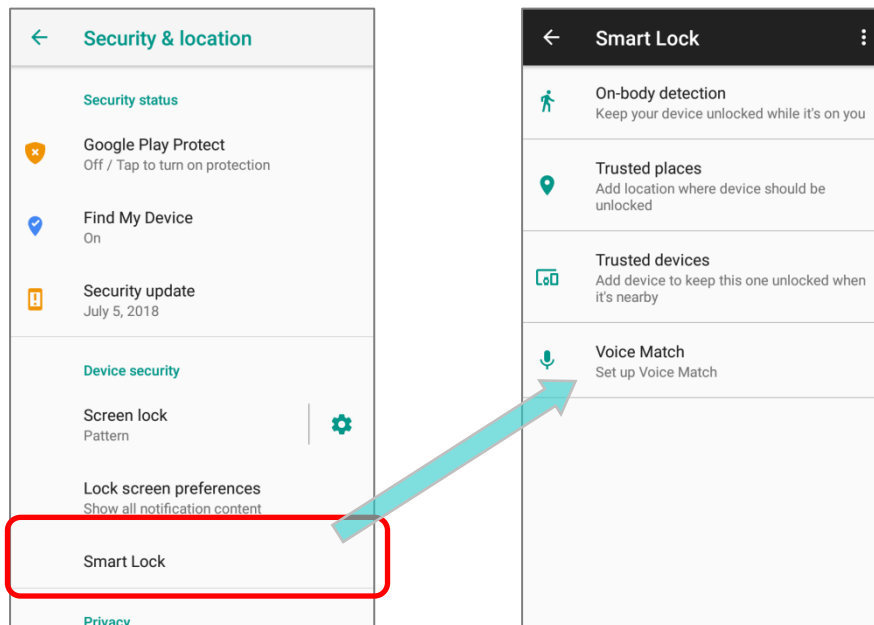 Security & location
Security status
Google Play Protect
Off / Tap to turn on protection
Find My Device
On
Security update
July 5, 2018
Device security
Screen lock
Pattern
Lock screen preferences
Show all notification content
Smart Lock
Privacy
Smart Lock
On-body detection
Keep your device unlocked while it's on you
Trusted places
Add location where device should be
unlocked
Trusted devices
Add device to keep this one unlocked when
it's nearby
Voice Match
Set up Voice Match